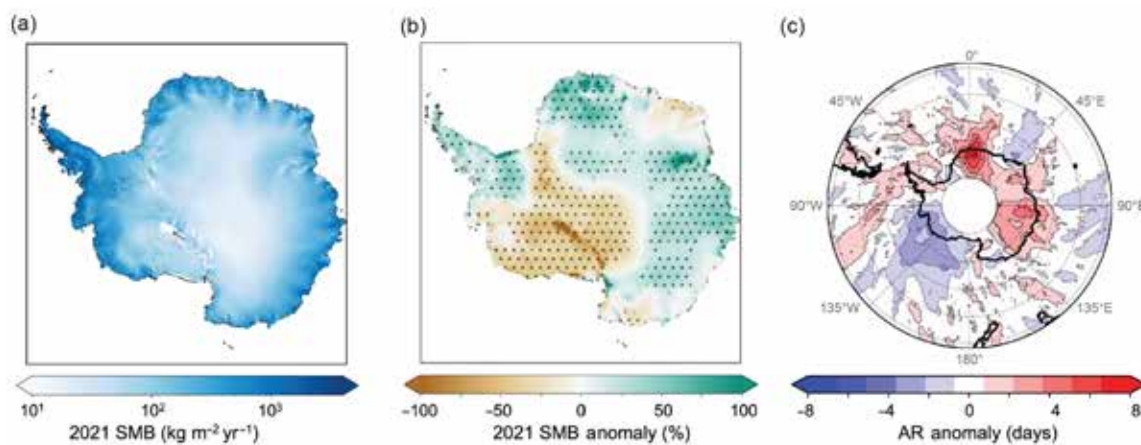 (a)
(b)
(c)
0°
45°W
45°E
90°W
90°E
135°W
135°E
180°
10¹
10²
10³
2021 SMB (kg m⁻² yr⁻¹)
−100
−50
0
50
100
2021 SMB anomaly (%)
−8
−4
0
4
8
AR anomaly (days)